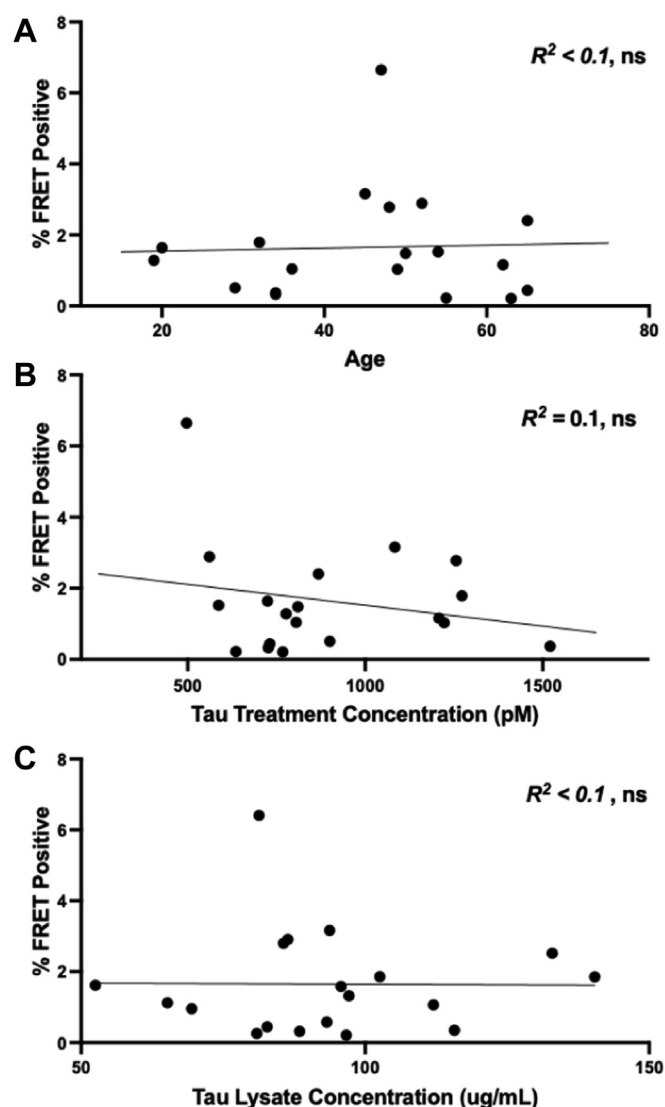 A
8
R² < 0.1, ns
6
4
2
0
20 40 60 80
% FRET Positive
Age
B
8
R² = 0.1, ns
6
4
2
0
500 1000 1500
% FRET Positive
Tau Treatment Concentration (pM)
C
8
R² < 0.1 , ns
6
4
2
0
50 100 150
% FRET Positive
Tau Lysate Concentration (ug/mL)